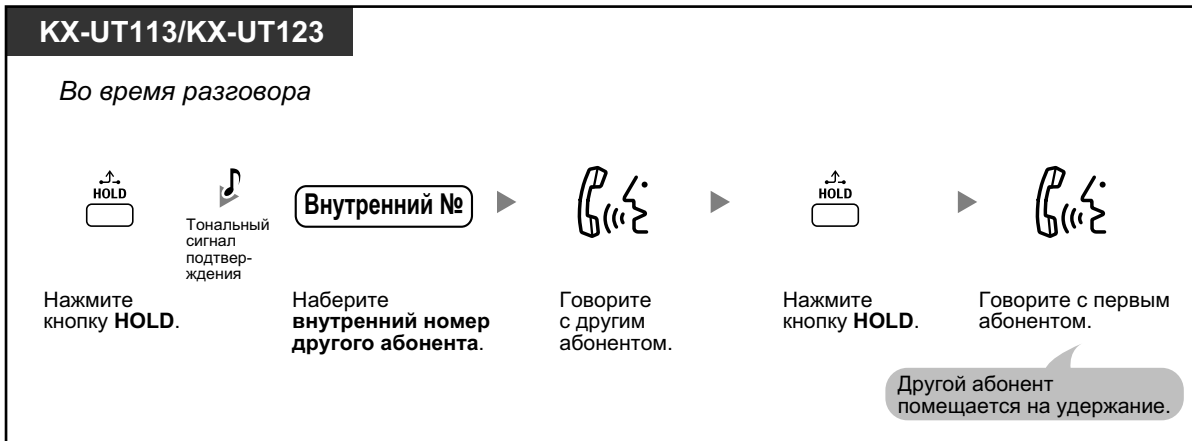 KX-UT113/KX-UT123
Во время разговора
HOLD
Тональный
сигнал
подтвер-
ждения
Внутренний №
HOLD
Нажмите
кнопку HOLD.
Наберите
внутренний номер
другого абонента.
Говорите
с другим
абонентом.
Нажмите
кнопку HOLD.
Говорите с первым
абонентом.
Другой абонент
помещается на удержание.